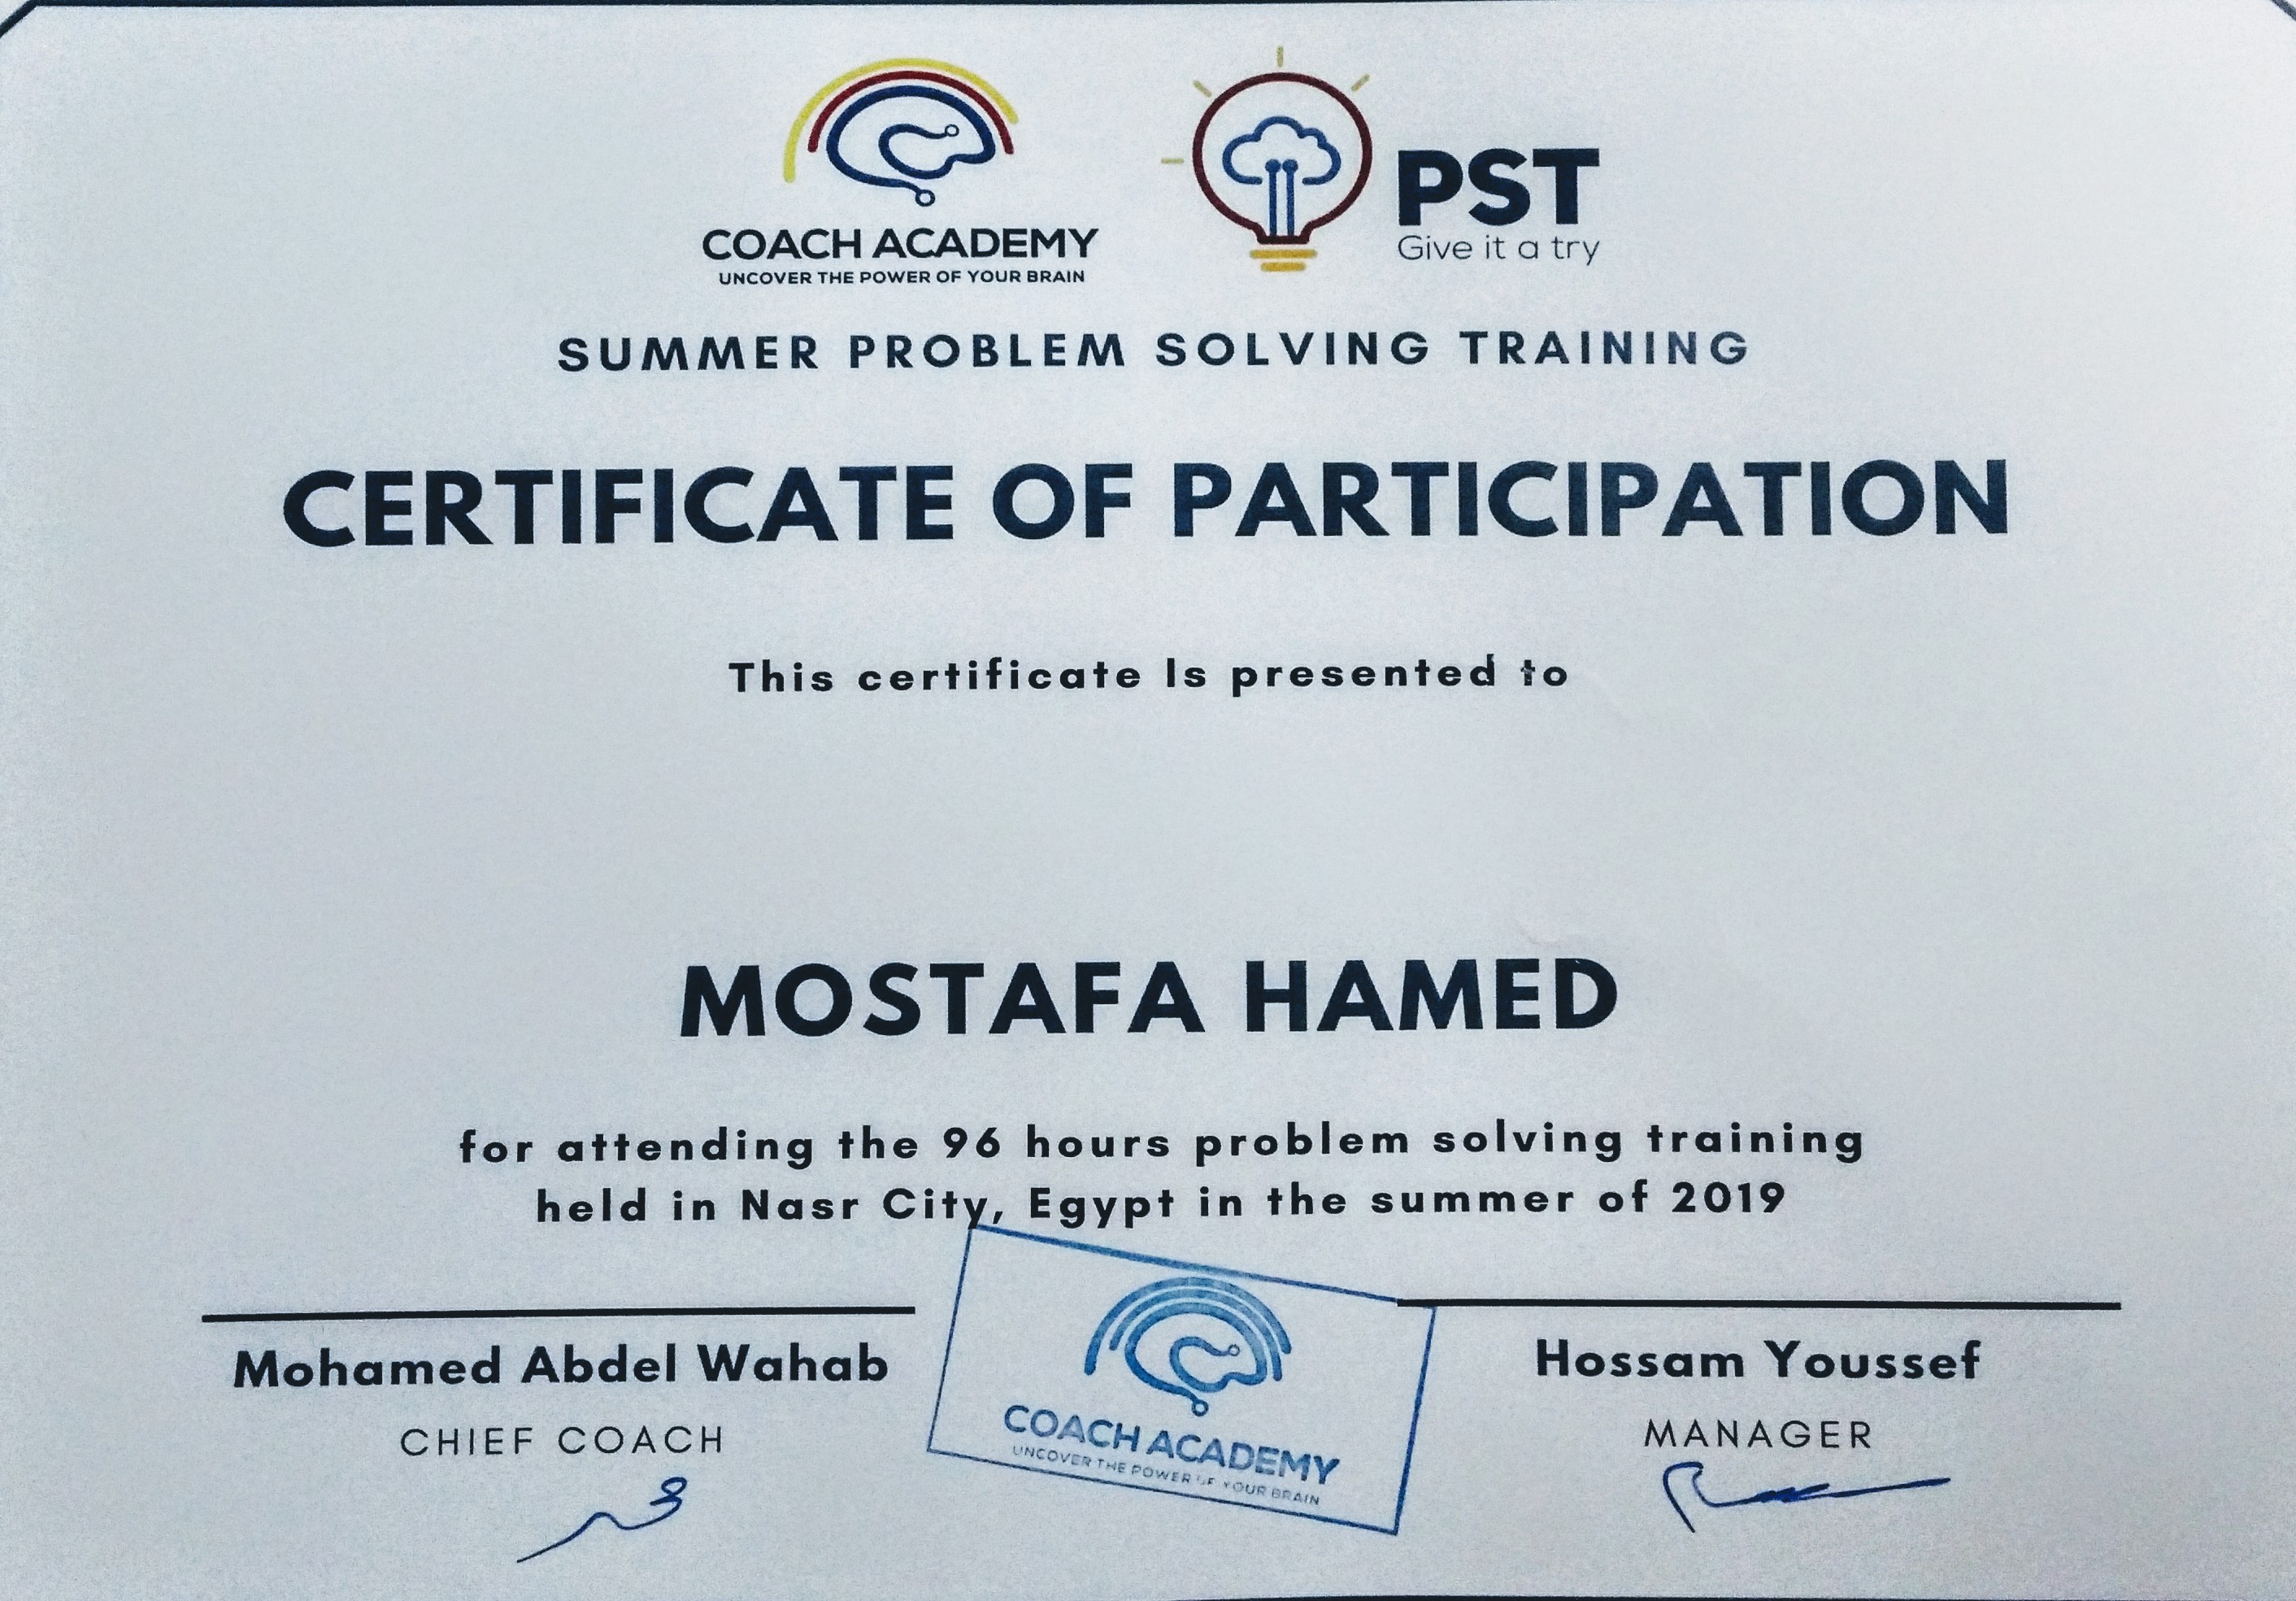 COACH ACADEMY
UNCOVER THE POWER OF YOUR BRAIN
PST
Give it a try
SUMMER PROBLEM SOLVING TRAINING
CERTIFICATE OF PARTICIPATION
This certificate Is presented to
MOSTAFA HAMED
for attending the 96 hours problem solving training
held in Nasr City, Egypt in the summer of 2019
Mohamed Abdel Wahab
CHIEF COACH
COACH ACADEMY
UNCOVER THE POWER OF YOUR BRAIN
Hossam Youssef
MANAGER